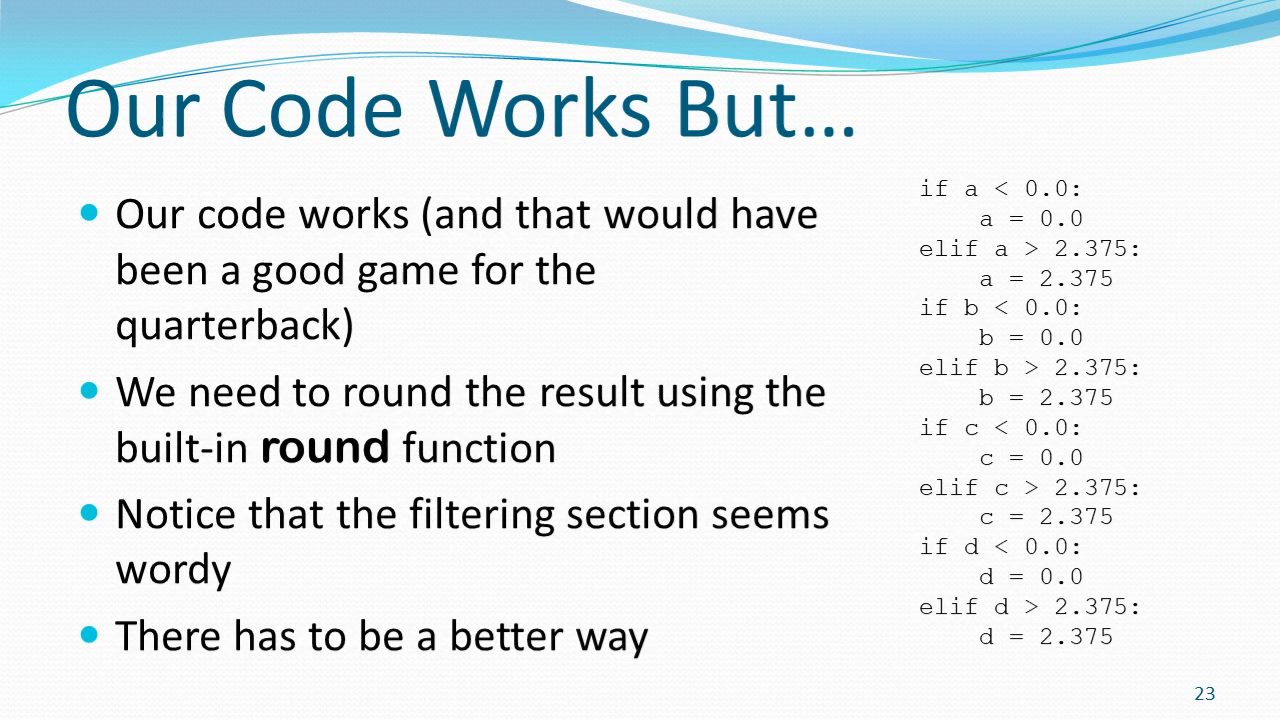 Our Code Works But…
Our code works (and that would have
been a good game for the
quarterback)
We need to round the result using the
built-in round function
Notice that the filtering section seems
wordy
There has to be a better way
if a < 0.0:
    a = 0.0
elif a > 2.375:
    a = 2.375
if b < 0.0:
    b = 0.0
elif b > 2.375:
    b = 2.375
if c < 0.0:
    c = 0.0
elif c > 2.375:
    c = 2.375
if d < 0.0:
    d = 0.0
elif d > 2.375:
    d = 2.375
23